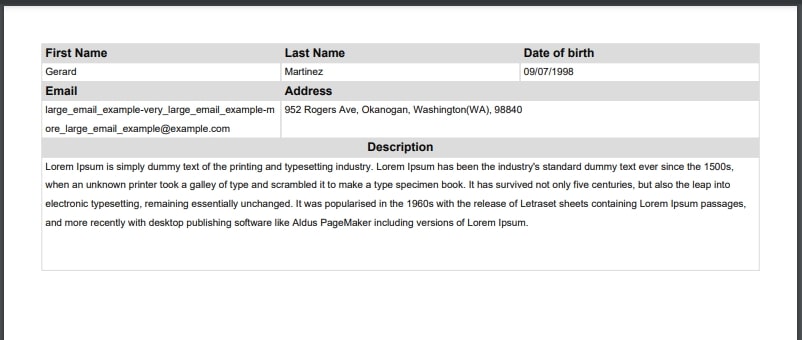 First Name Last Name Date of birth
Gerard Martinez 09/07/1998
Email Address
large_email_example-very_large_email_example-m 952 Rogers Ave, Okanogan, Washington(WA), 98840
ore_large_email_example@example.com
Description
Lorem Ipsum is simply dummy text of the printing and typesetting industry. Lorem Ipsum has been the industry's standard dummy text ever since the 1500s,
when an unknown printer took a galley of type and scrambled it to make a type specimen book. It has survived not only five centuries, but also the leap into
electronic typesetting, remaining essentially unchanged. It was popularised in the 1960s with the release of Letraset sheets containing Lorem Ipsum passages,
and more recently with desktop publishing software like Aldus PageMaker including versions of Lorem Ipsum.